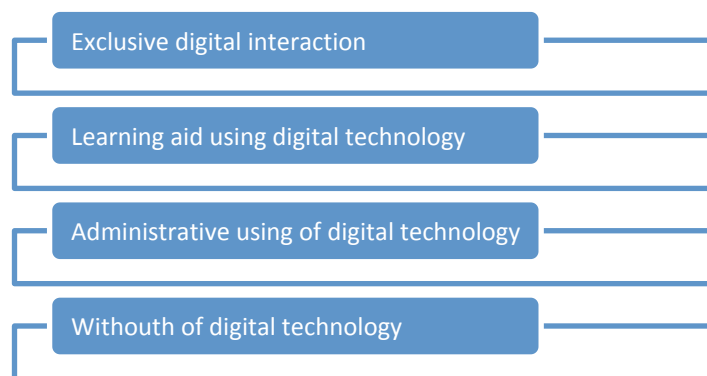 Exclusive digital interaction
Learning aid using digital technology
Administrative using of digital technology
Withouth of digital technology